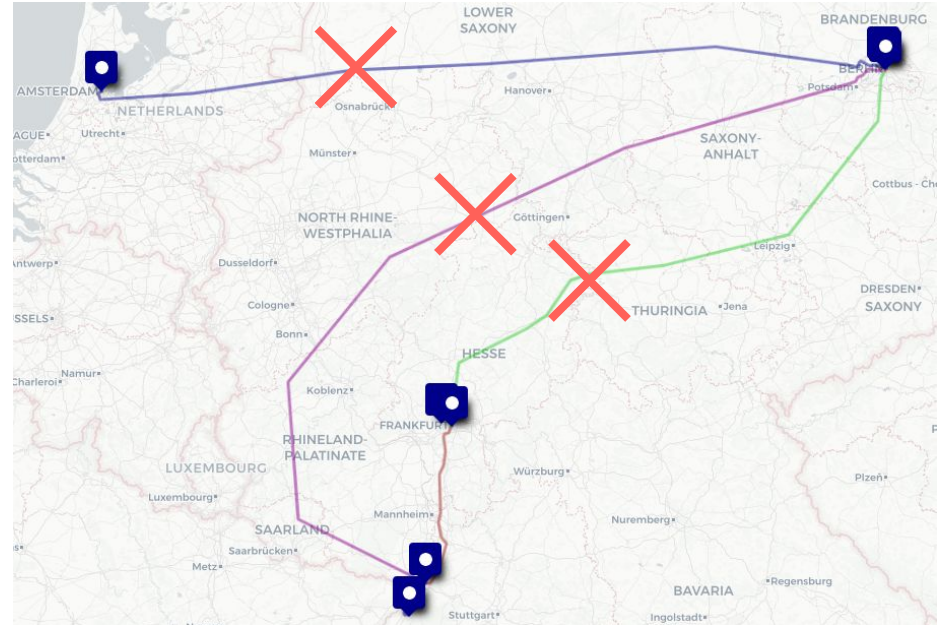 LOWER
SAXONY
BRANDENBURG
AMSTERDAM
BERLIN
Potsdam
Hanover
Osnabrück
NETHERLANDS
AGUE
Utrecht
otterdam
SAXONY-
ANHALT
Münster
Cottbus - Ch
NORTH RHINE-
WESTPHALIA
Göttingen
Leipzig
Antwerp
Dusseldorf
DRESDEN
SAXONY
Cologne
THURINGIA
Jena
SSELS
Bonn
HESSE
Namur
Charleroi
Koblenz
FRANKFURT
RHINELAND-
PALATINATE
LUXEMBOURG
Würzburg
Plzeň
Luxembourg
Mannheim
Nuremberg
SAARLAND
Saarbrücken
Metz
Regensburg
BAVARIA
Stuttgart
Ingolstadt